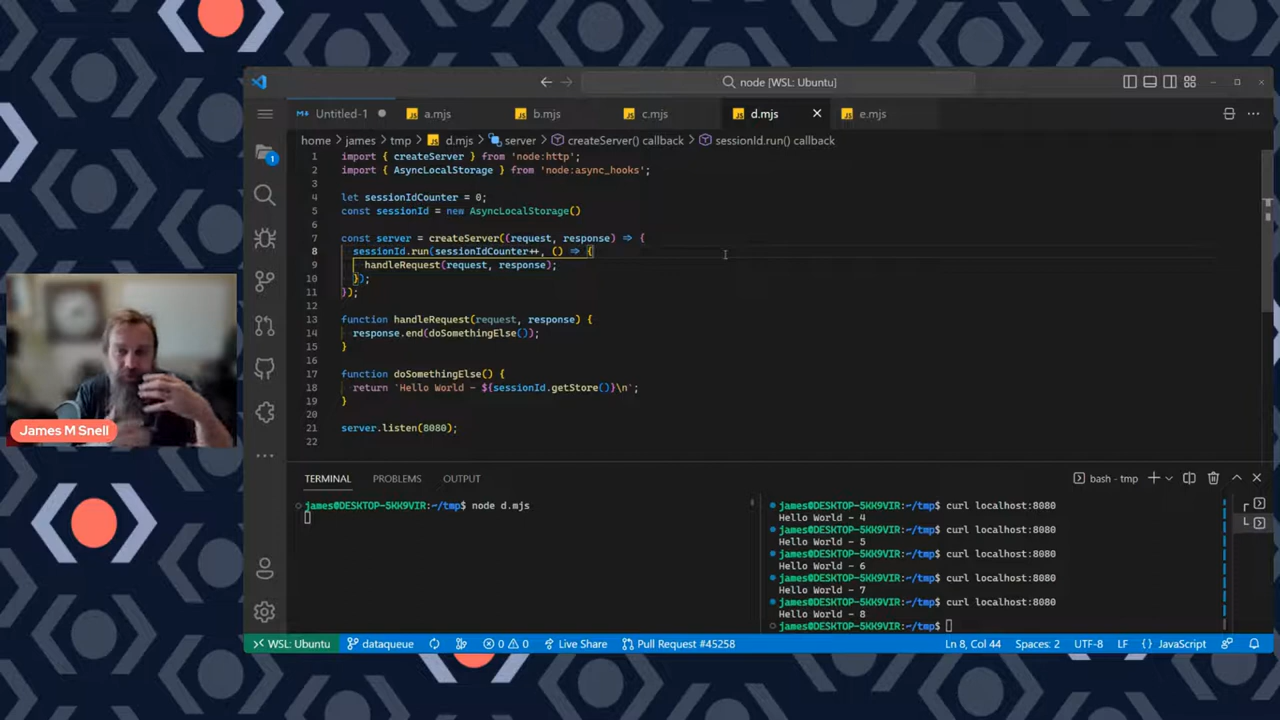 node [WSL: Ubuntu]
Untitled-1
a.mjs
b.mjs
c.mjs
d.mjs
e.mjs
home > james > tmp > d.mjs > server > createServer() callback > sessionId.run() callback
1 import { createServer } from 'node:http';
2 import { AsyncLocalStorage } from 'node:async_hooks';
3
4 let sessionIdCounter = 0;
5 const sessionId = new AsyncLocalStorage()
6
7 const server = createServer((request, response) => {
8 sessionId.run(sessionIdCounter++, () => {
9 handleRequest(request, response);
10 });
11 });
12
13 function handleRequest(request, response) {
14 response.end(doSomethingElse());
15 }
16
17 function doSomethingElse() {
18 return `Hello World - ${sessionId.getStore()}\n`;
19 }
20
21 server.listen(8080);
22
1
James M Snell
TERMINAL
PROBLEMS
OUTPUT
bash - tmp
james@DESKTOP-5KK9VIR:~/tmp$ node d.mjs
james@DESKTOP-5KK9VIR:~/tmp$ curl localhost:8080
Hello World - 4
james@DESKTOP-5KK9VIR:~/tmp$ curl localhost:8080
Hello World - 5
james@DESKTOP-5KK9VIR:~/tmp$ curl localhost:8080
Hello World - 6
james@DESKTOP-5KK9VIR:~/tmp$ curl localhost:8080
Hello World - 7
james@DESKTOP-5KK9VIR:~/tmp$ curl localhost:8080
Hello World - 8
james@DESKTOP-5KK9VIR:~/tmp$
WSL: Ubuntu
dataqueue
0
0
Live Share
Pull Request #45258
Ln 8, Col 44
Spaces: 2
UTF-8
LF
{} JavaScript